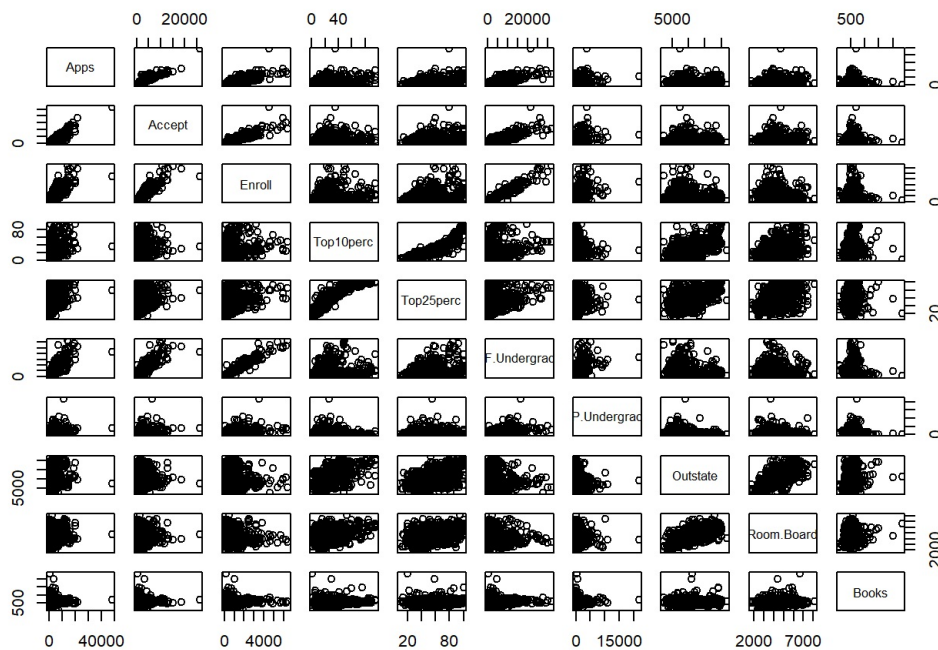 0 20000 0 40 0 20000 5000 500
Apps 0
0 Accept
Enroll 0
0 80 Top10perc
Top25perc 20
0 F.Undergrad
P.Undergrad 0
5000 Outstate
Room.Board 2000
500 Books
0 40000 0 4000 20 80 0 15000 2000 7000